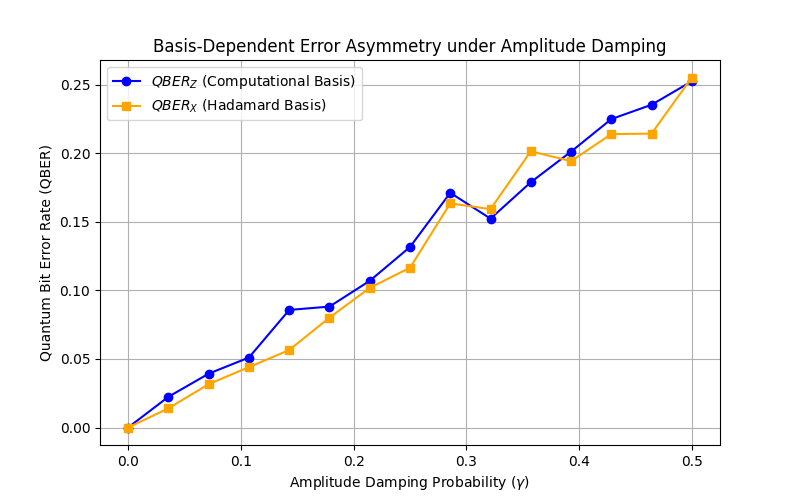 Basis-Dependent Error Asymmetry under Amplitude Damping
QBER_Z (Computational Basis)
QBER_X (Hadamard Basis)
Quantum Bit Error Rate (QBER)
0.25
0.20
0.15
0.10
0.05
0.00
0.0 0.1 0.2 0.3 0.4 0.5
Amplitude Damping Probability (γ)